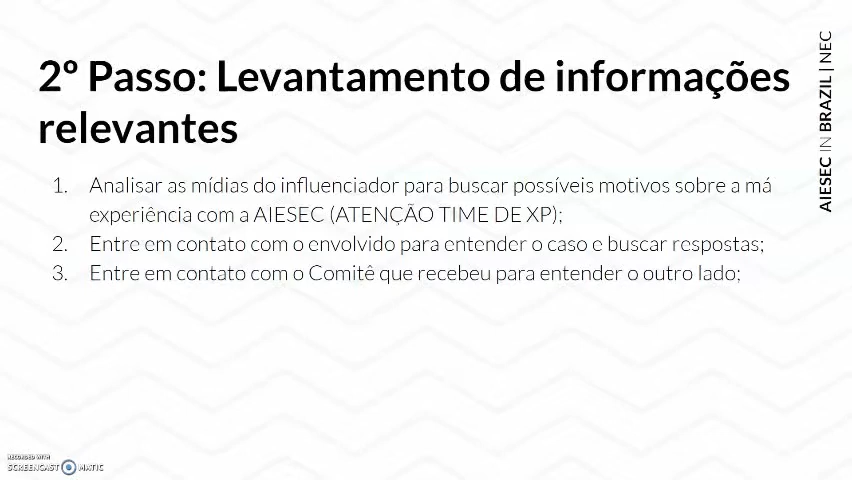 2º Passo: Levantamento de informações
relevantes
1. Analisar as mídias do influenciador para buscar possíveis motivos sobre a má
experiência com a AIESEC (ATENÇÃO TIME DE XP);
2. Entre em contato com o envolvido para entender o caso e buscar respostas;
3. Entre em contato com o Comitê que recebeu para entender o outro lado;
AIESEC IN BRAZIL | NEC
RECORDED WITH
SCREENCAST MATIC